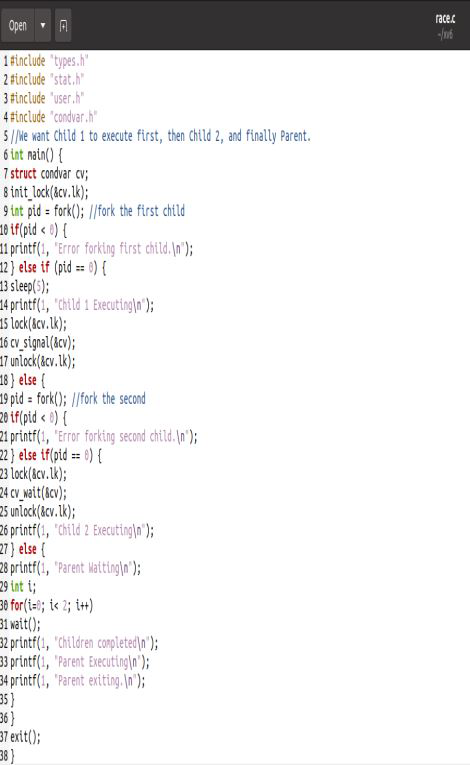 Open
race.c
~/xv6
1 #include "types.h"
2 #include "stat.h"
3 #include "user.h"
4 #include "condvar.h"
5 //We want Child 1 to execute first, then Child 2, and finally Parent.
6 int main() {
7 struct condvar cv;
8 init_lock(&cv.lk);
9 int pid = fork(); //fork the first child
10 if(pid < 0) {
11 printf(1, "Error forking first child.\n");
12 } else if (pid == 0) {
13 sleep(5);
14 printf(1, "Child 1 Executing\n");
15 lock(&cv.lk);
16 cv_signal(&cv);
17 unlock(&cv.lk);
18 } else {
19 pid = fork(); //fork the second
20 if(pid < 0) {
21 printf(1, "Error forking second child.\n");
22 } else if(pid == 0) {
23 lock(&cv.lk);
24 cv_wait(&cv);
25 unlock(&cv.lk);
26 printf(1, "Child 2 Executing\n");
27 } else {
28 printf(1, "Parent Waiting\n");
29 int i;
30 for(i=0; i< 2; i++)
31 wait();
32 printf(1, "Children completed\n");
33 printf(1, "Parent Executing\n");
34 printf(1, "Parent exiting.\n");
35 }
36 }
37 exit();
38 }